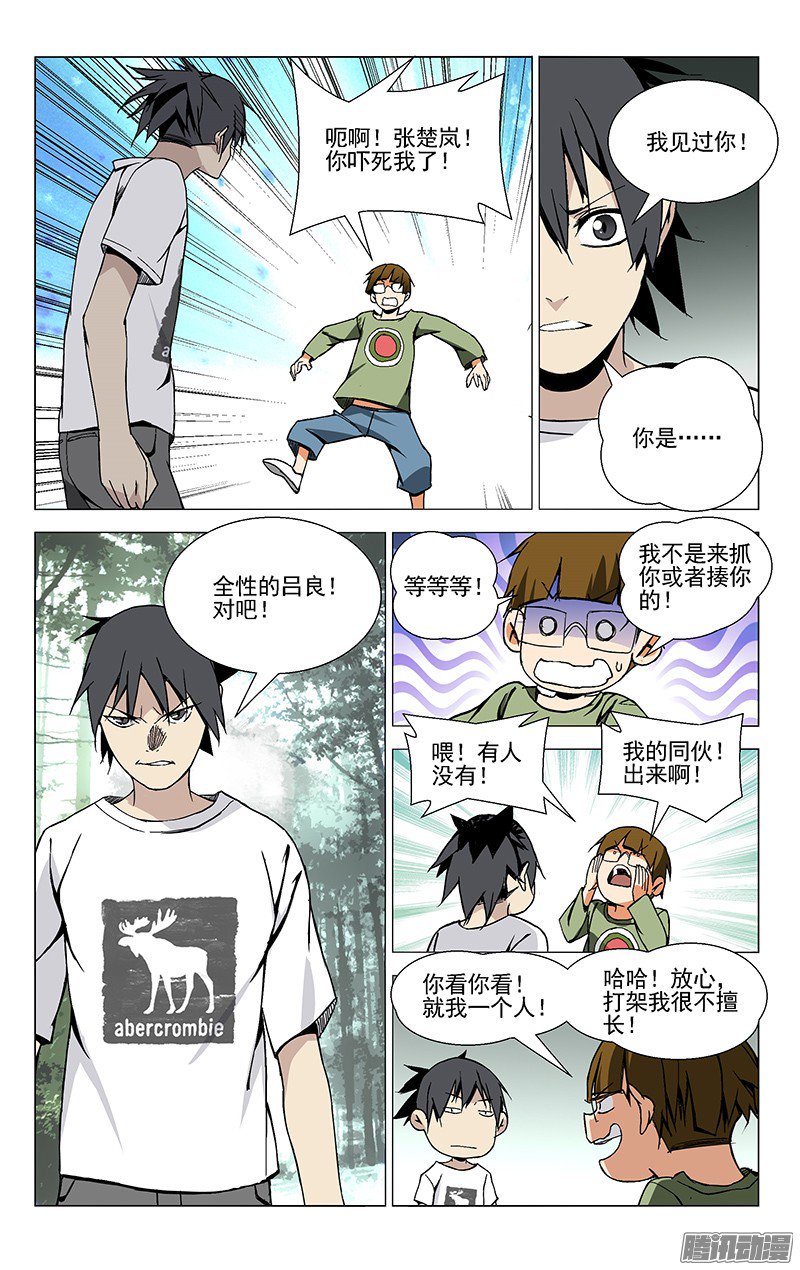 呃啊！张楚岚！
你吓死我了！
我见过你！
你是……
全性的吕良！
对吧！
abercrombie
等等等！
我不是来抓
你或者揍你
的！
喂！有人
没有！
我的同伙！
出来啊！
你看你看！
就我一个人！
哈哈！放心，
打架我很不擅
长！
腾讯动漫